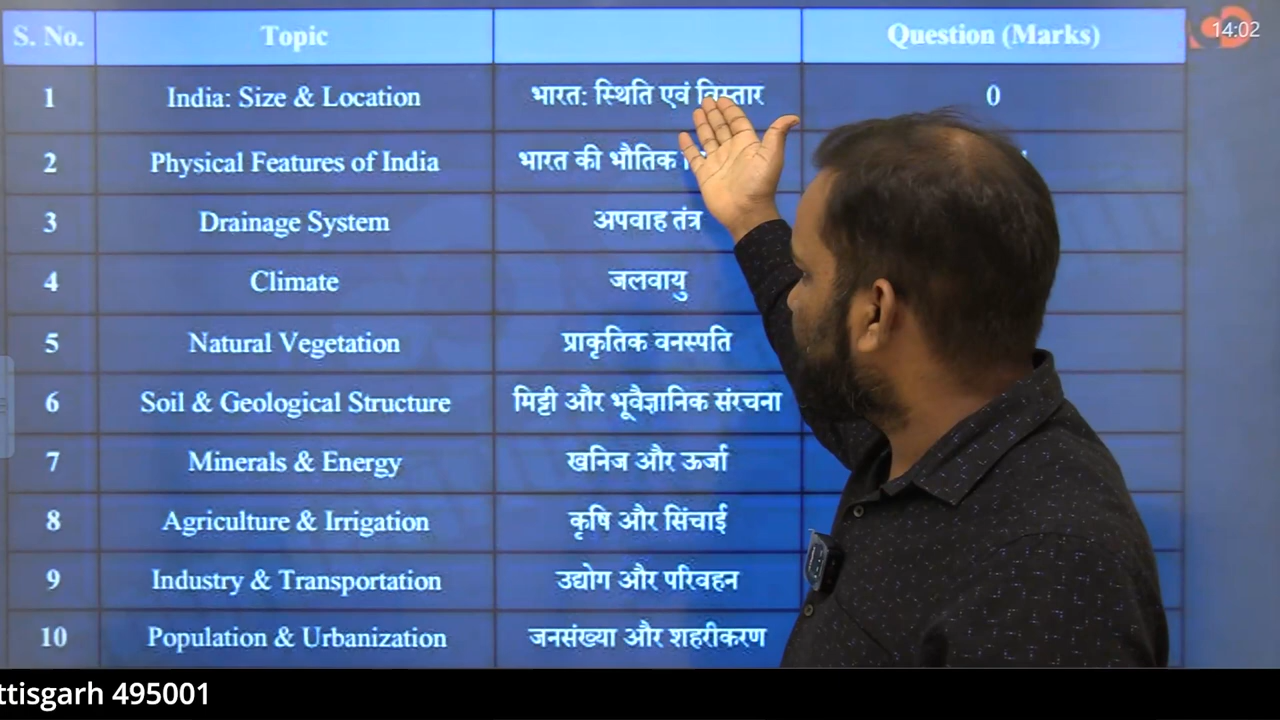 S. No. Topic Question (Marks)
14:02
1 India: Size & Location भारत: स्थिति एवं विस्तार 0
2 Physical Features of India भारत की भौतिक
3 Drainage System अपवाह तंत्र
4 Climate जलवायु
5 Natural Vegetation प्राकृतिक वनस्पति
6 Soil & Geological Structure मिट्टी और भूवैज्ञानिक संरचना
7 Minerals & Energy खनिज और ऊर्जा
8 Agriculture & Irrigation कृषि और सिंचाई
9 Industry & Transportation उद्योग और परिवहन
10 Population & Urbanization जनसंख्या और शहरीकरण
ttisgarh 495001